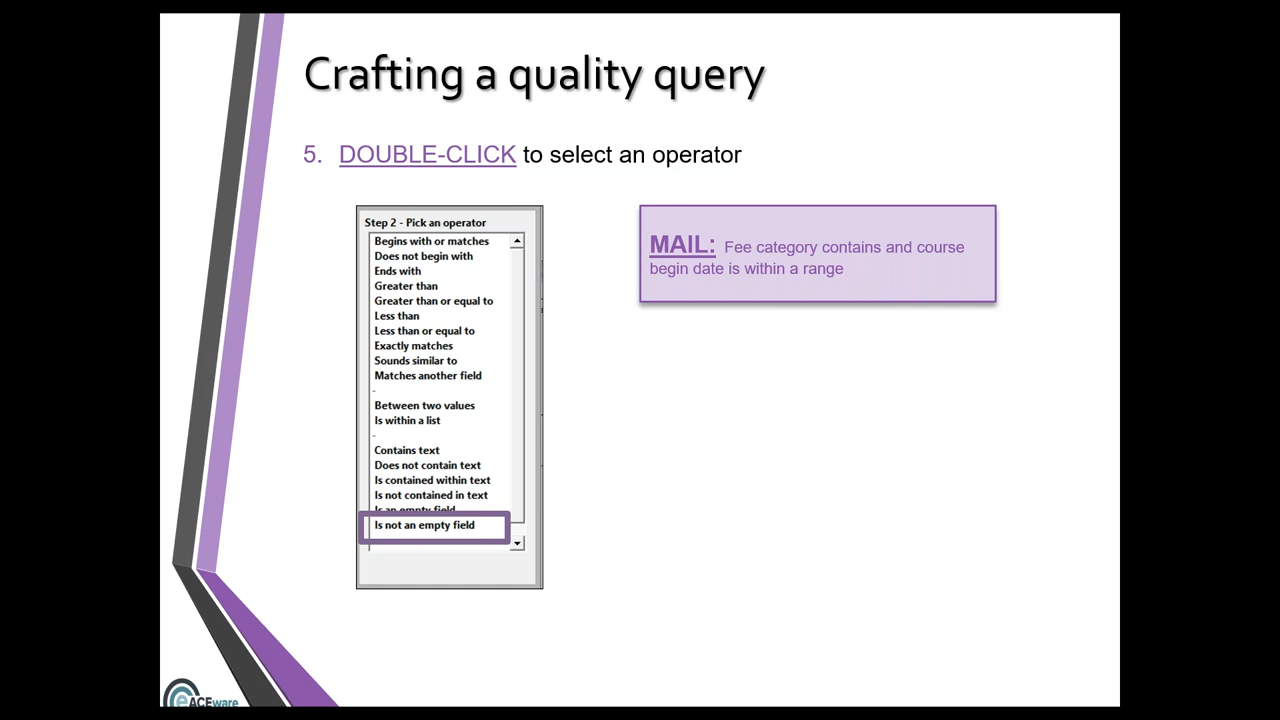 Crafting a quality query
5. DOUBLE-CLICK to select an operator
Step 2 - Pick an operator
Begins with or matches
Does not begin with
Ends with
Greater than
Greater than or equal to
Less than
Less than or equal to
Exactly matches
Sounds similar to
Matches another field
-
Between two values
Is within a list
-
Contains text
Does not contain text
Is contained within text
Is not contained in text
Is an empty field
Is not an empty field
MAIL: Fee category contains and course
begin date is within a range
eACEware